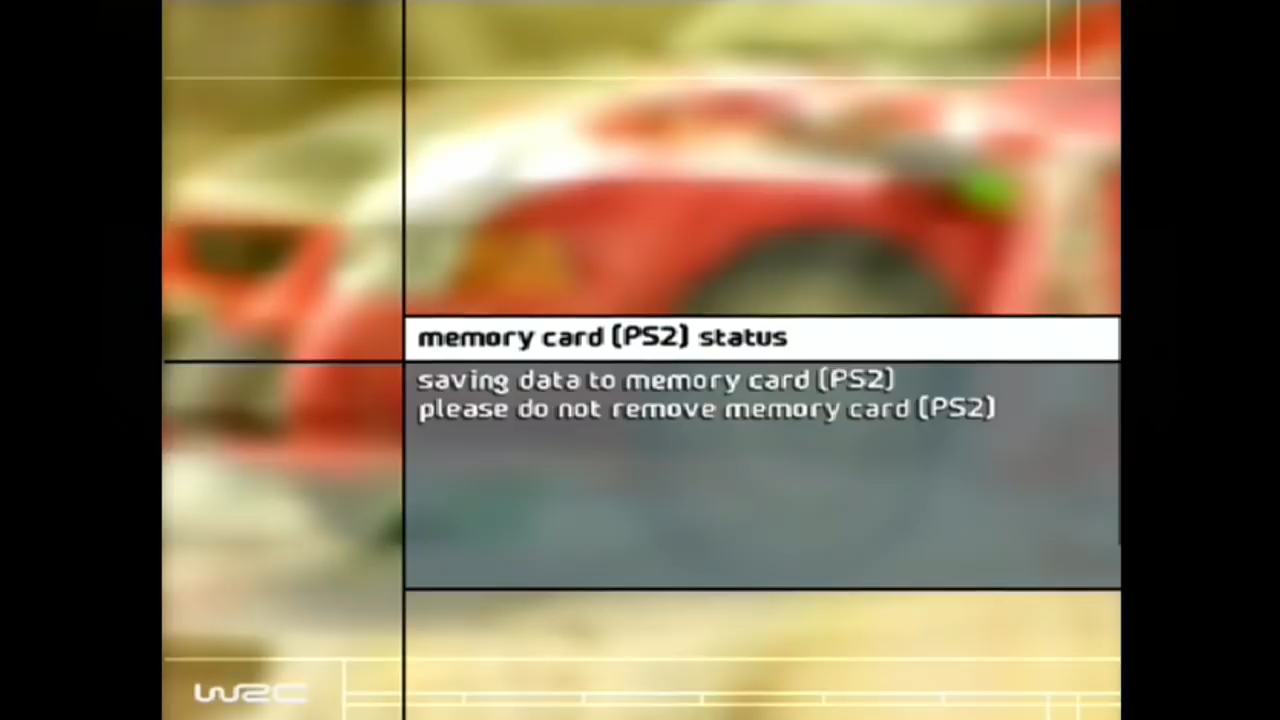 memory card (PS2) status
saving data to memory card (PS2)
please do not remove memory card (PS2)
WRC